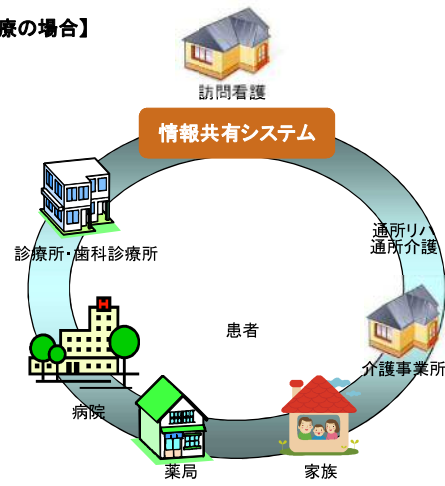 療の場合】
訪問看護
情報共有システム
診療所・歯科診療所
通所リハ
通所介護
患者
介護事業所
病院
H
薬局
家族